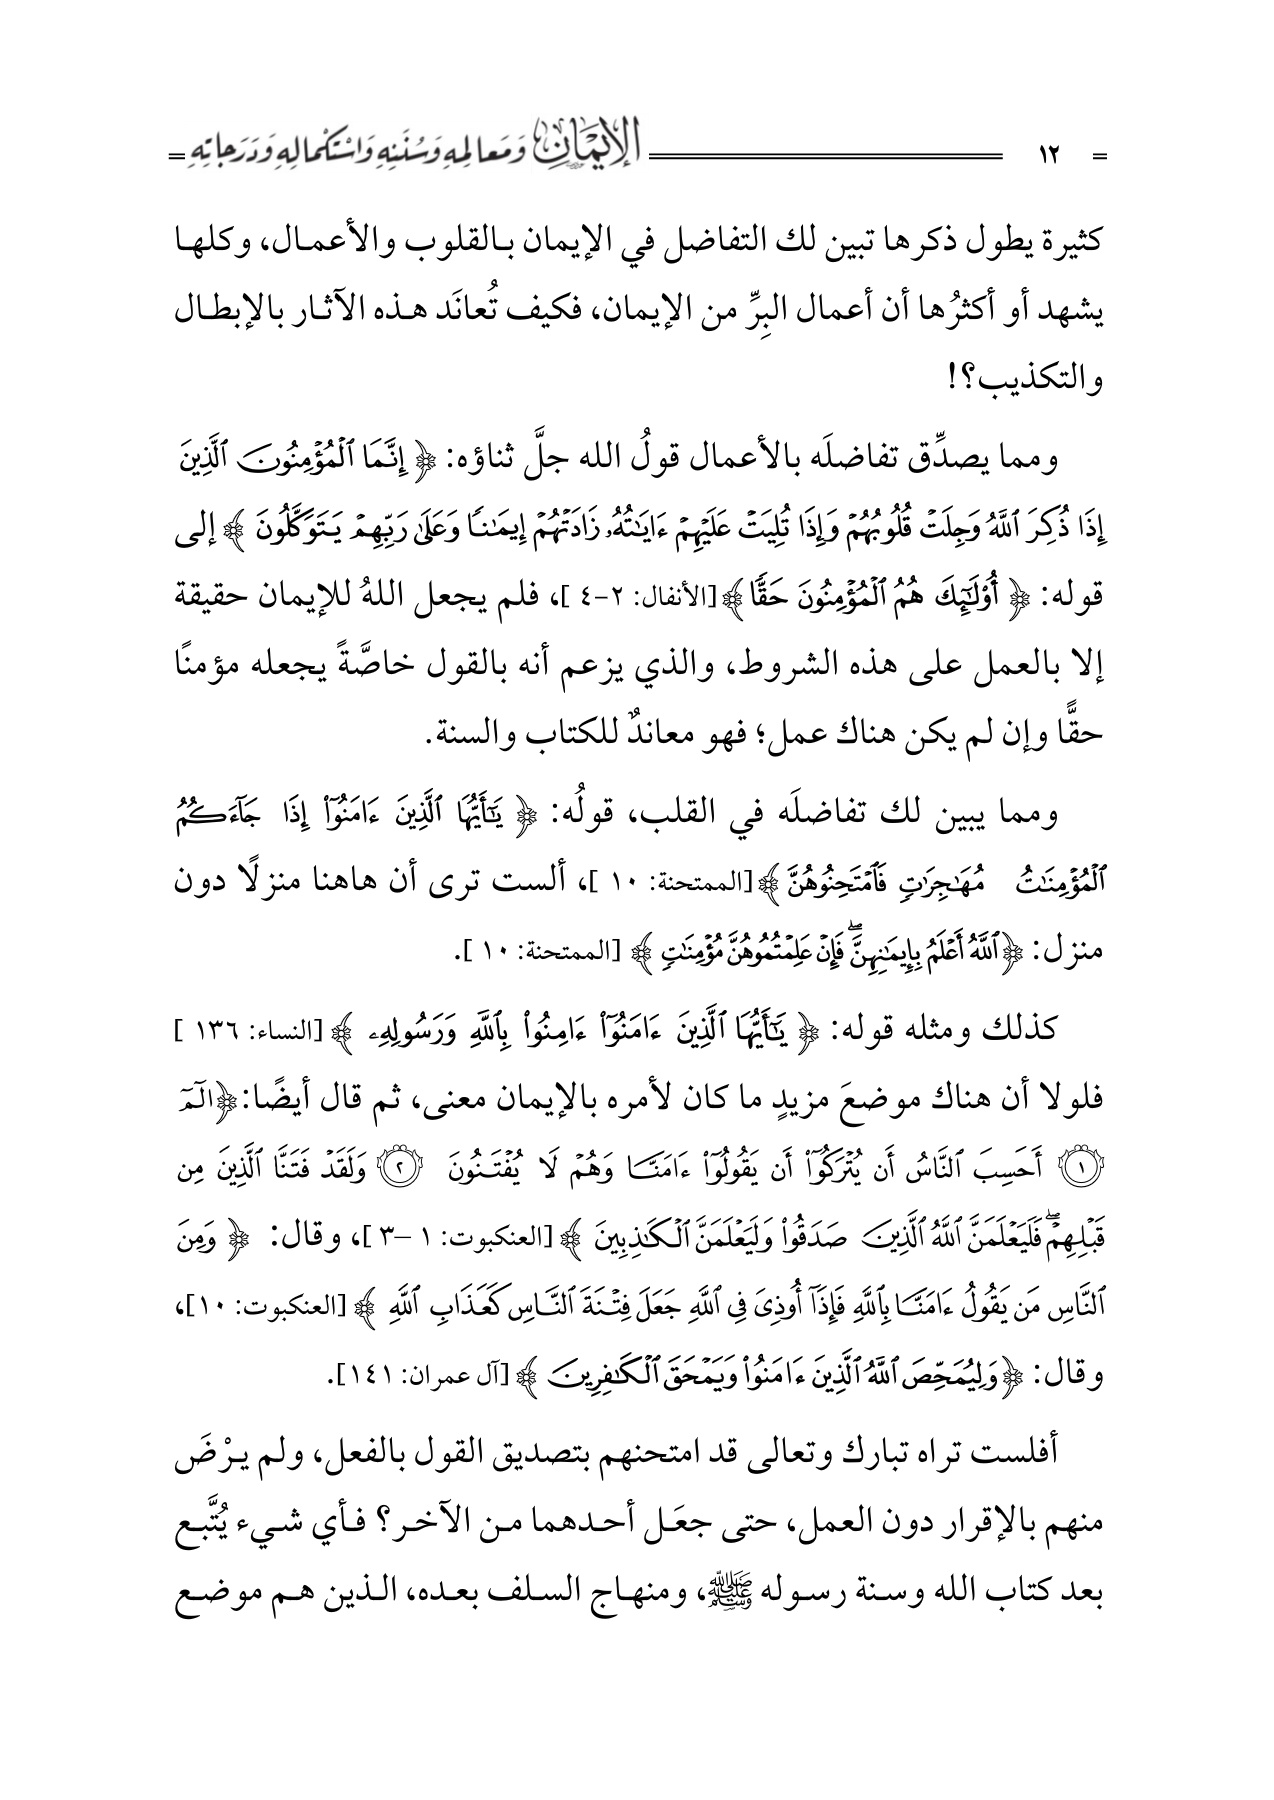 = ١٢ الإيمان ومعالمه وسننه واستكماله ودرجاته =
كثيرة يطول ذكرها تبين لك التفاضل في الإيمان بالقلوب والأعمال، وكلها
يشهد أو أكثرُها أن أعمال البِرِّ من الإيمان، فكيف تُعانَد هذه الآثار بالإبطال
والتكذيب؟!
ومما يصدِّق تفاضلَه بالأعمال قولُ الله جلَّ ثناؤه: ﴿ إِنَّمَا ٱلْمُؤْمِنُونَ ٱلَّذِينَ
إِذَا ذُكِرَ ٱللَّهُ وَجِلَتْ قُلُوبُهُمْ وَإِذَا تُلِيَتْ عَلَيْهِمْ ءَايَٰتُهُۥ زَادَتْهُمْ إِيمَٰنًا وَعَلَىٰ رَبِّهِمْ يَتَوَكَّلُونَ ﴾ إلى
قوله: ﴿ أُو۟لَٰٓئِكَ هُمُ ٱلْمُؤْمِنُونَ حَقًّا ﴾ [الأنفال: ٢-٤ ]، فلم يجعل اللهُ للإيمان حقيقة
إلا بالعمل على هذه الشروط، والذي يزعم أنه بالقول خاصَّةً يجعله مؤمنًا
حقًّا وإن لم يكن هناك عمل؛ فهو معاندٌ للكتاب والسنة.
ومما يبين لك تفاضلَه في القلب، قولُه: ﴿ يَٰٓأَيُّهَا ٱلَّذِينَ ءَامَنُوٓا۟ إِذَا جَآءَكُمُ
ٱلْمُؤْمِنَٰتُ مُهَٰجِرَٰتٍ فَٱمْتَحِنُوهُنَّ ﴾ [الممتحنة: ١٠ ]، ألست ترى أن هاهنا منزلًا دون
منزل: ﴿ ٱللَّهُ أَعْلَمُ بِإِيمَٰنِهِنَّ ۖ فَإِنْ عَلِمْتُمُوهُنَّ مُؤْمِنَٰتٍ ﴾ [الممتحنة: ١٠ ].
كذلك ومثله قوله: ﴿ يَٰٓأَيُّهَا ٱلَّذِينَ ءَامَنُوٓا۟ ءَامِنُوا۟ بِٱللَّهِ وَرَسُولِهِۦ ﴾ [النساء: ١٣٦ ]
فلولا أن هناك موضعَ مزيدٍ ما كان لأمره بالإيمان معنى، ثم قال أيضًا: ﴿ الٓمٓ
١ أَحَسِبَ ٱلنَّاسُ أَن يُتْرَكُوٓا۟ أَن يَقُولُوٓا۟ ءَامَنَّا وَهُمْ لَا يُفْتَنُونَ ٢ وَلَقَدْ فَتَنَّا ٱلَّذِينَ مِن
قَبْلِهِمْ ۖ فَلَيَعْلَمَنَّ ٱللَّهُ ٱلَّذِينَ صَدَقُوا۟ وَلَيَعْلَمَنَّ ٱلْكَٰذِبِينَ ﴾ [العنكبوت: ١ –٣ ]، وقال: ﴿ وَمِنَ
ٱلنَّاسِ مَن يَقُولُ ءَامَنَّا بِٱللَّهِ فَإِذَآ أُوذِىَ فِى ٱللَّهِ جَعَلَ فِتْنَةَ ٱلنَّاسِ كَعَذَابِ ٱللَّهِ ﴾ [العنكبوت: ١٠]،
وقال: ﴿ وَلِيُمَحِّصَ ٱللَّهُ ٱلَّذِينَ ءَامَنُوا۟ وَيَمْحَقَ ٱلْكَٰفِرِينَ ﴾ [آل عمران: ١٤١].
أفلست تراه تبارك وتعالى قد امتحنهم بتصديق القول بالفعل، ولم يرْضَ
منهم بالإقرار دون العمل، حتى جعَل أحدهما من الآخر؟ فأي شيء يُتَّبع
بعد كتاب الله وسنة رسوله ﷺ، ومنهاج السلف بعده، الذين هم موضع